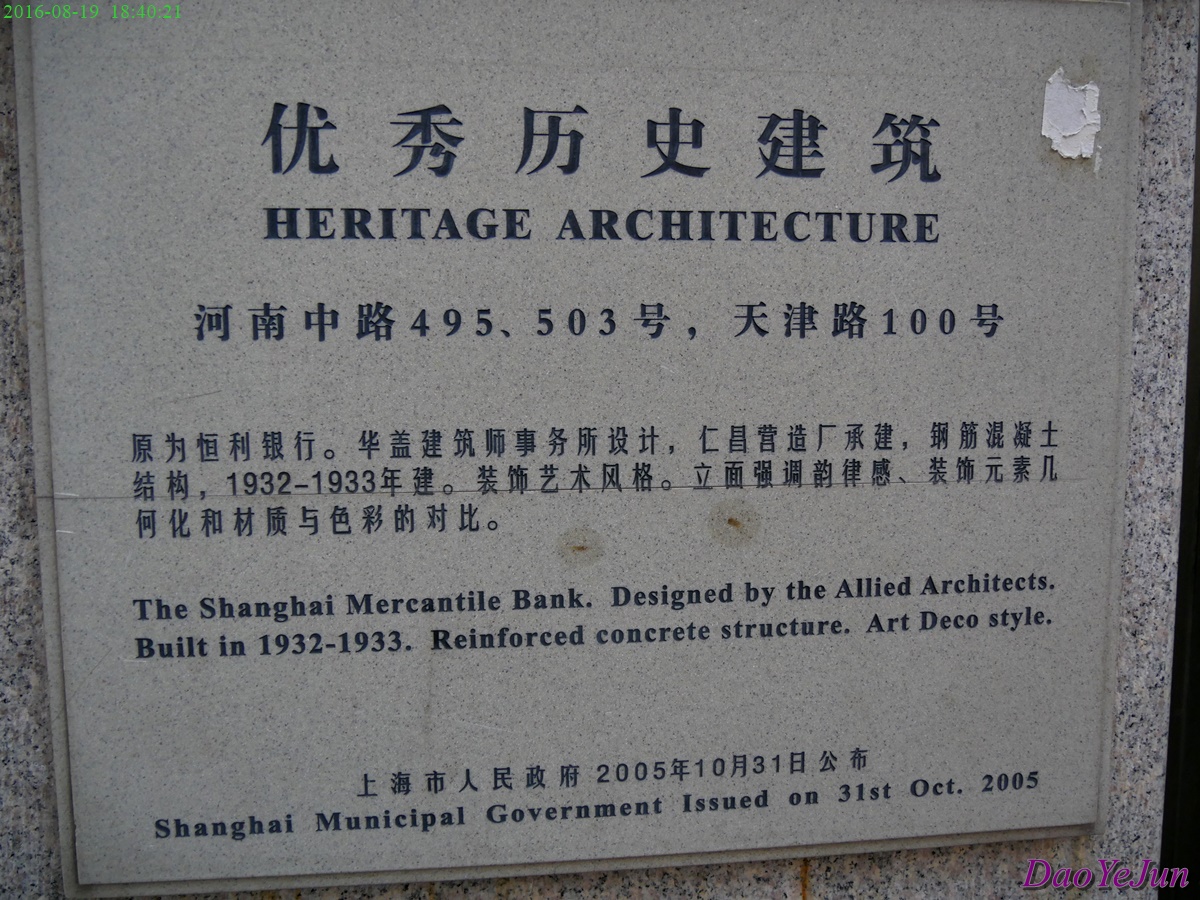 2016-08-19 18:40:21
优秀历史建筑
HERITAGE ARCHITECTURE
河南中路495、503号，天津路100号
原为恒利银行。华盖建筑师事务所设计，仁昌营造厂承建，钢筋混凝土
结构，1932-1933年建。装饰艺术风格。立面强调韵律感、装饰元素几
何化和材质与色彩的对比。
The Shanghai Mercantile Bank. Designed by the Allied Architects.
Built in 1932-1933. Reinforced concrete structure. Art Deco style.
上海市人民政府 2005年10月31日公布
Shanghai Municipal Government Issued on 31st Oct. 2005
DaoYeJun